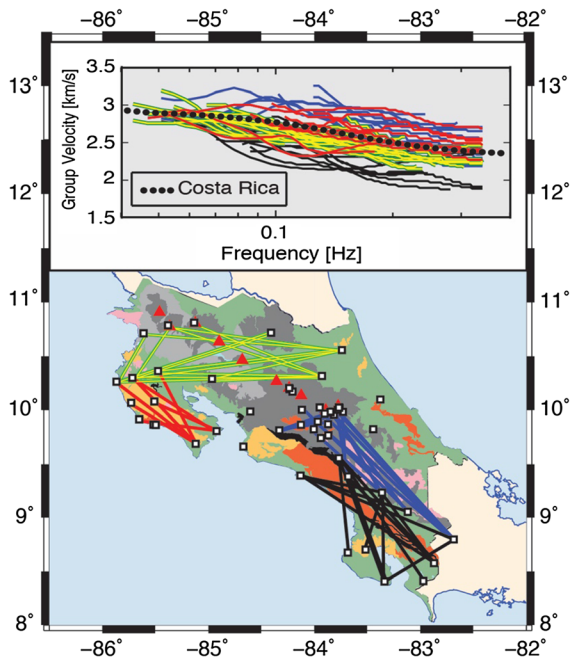 −86° −85° −84° −83° −82°
3.5
13° 13°
3
Group Velocity [km/s]
2.5
12° 12°
2
Costa Rica
1.5
0.1
Frequency [Hz]
11° 11°
10° 10°
9° 9°
8° 8°
−86° −85° −84° −83° −82°